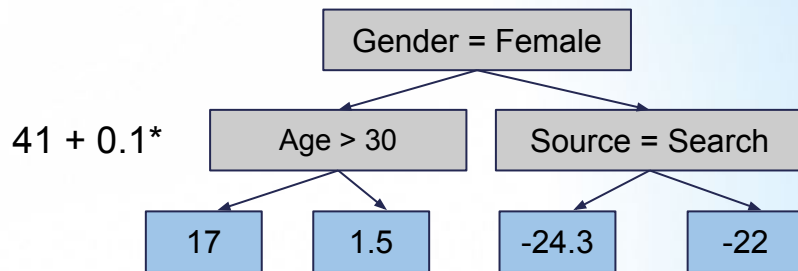 Gender = Female
41 + 0.1*
Age > 30
Source = Search
17
1.5
-24.3
-22